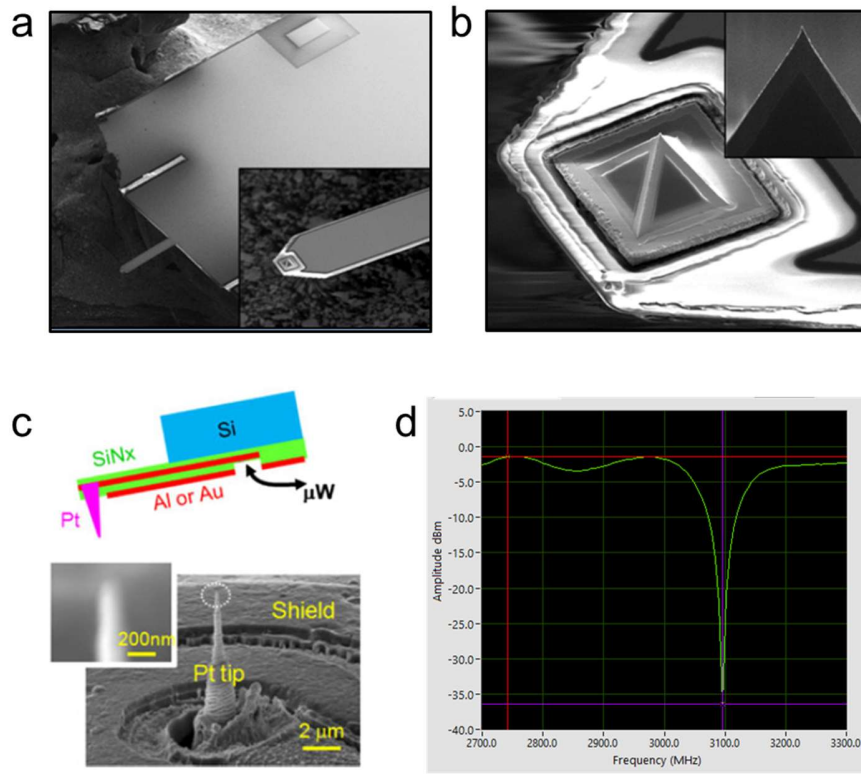 a
b
c
d
Si
SiNx
Al or Au
μW
Pt
200nm
Shield
Pt tip
2 μm
Amplitude dBm
5.0
0.0
-5.0
-10.0
-15.0
-20.0
-25.0
-30.0
-35.0
-40.0
2700.0 2800.0 2900.0 3000.0 3100.0 3200.0 3300.0
Frequency (MHz)